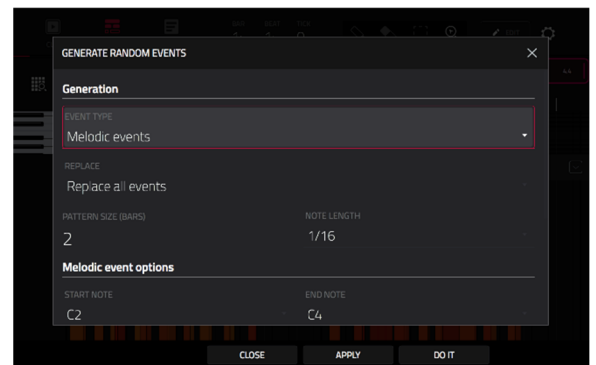 GENERATE RANDOM EVENTS
Generation
EVENT TYPE
Melodic events
REPLACE
Replace all events
PATTERN SIZE (BARS) NOTE LENGTH
2 1/16
Melodic event options
START NOTE END NOTE
C2 C4
CLOSE APPLY DO IT